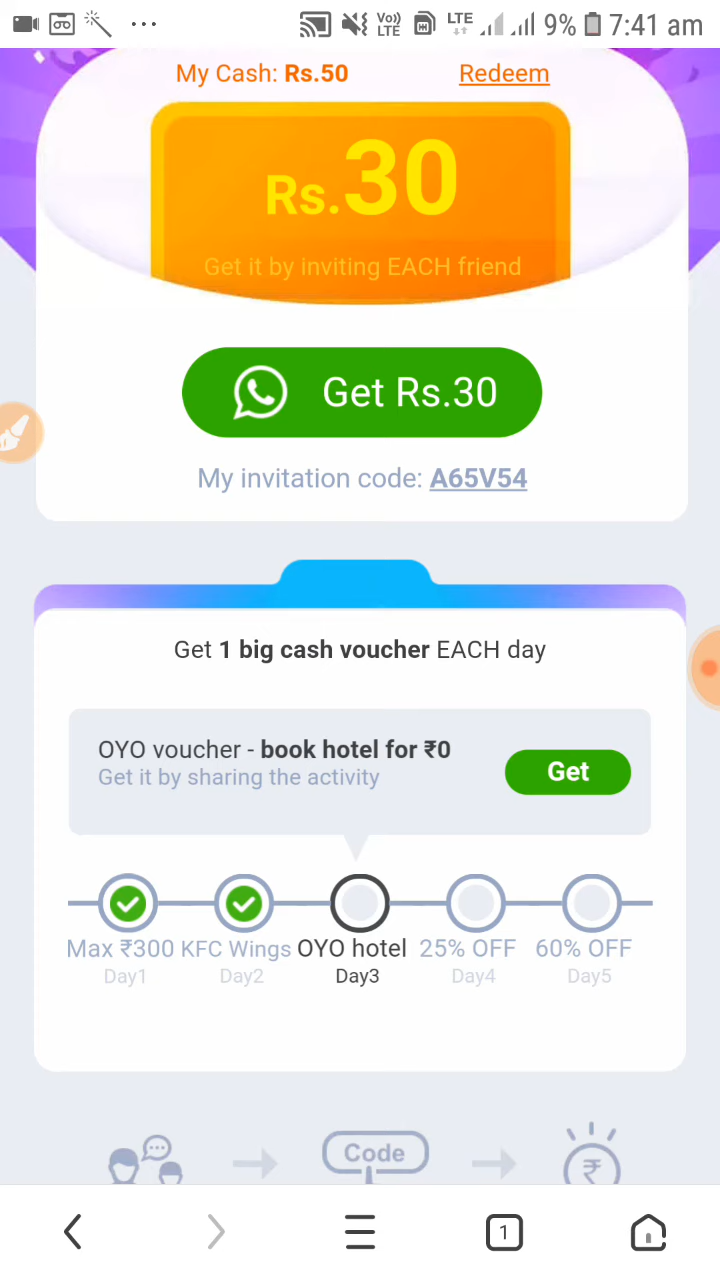 Vo))
LTE
LTE
9%
7:41 am
My Cash: Rs.50
Redeem
Rs.30
Get it by inviting EACH friend
Get Rs.30
My invitation code: A65V54
Get 1 big cash voucher EACH day
OYO voucher - book hotel for ₹0
Get it by sharing the activity
Get
Max ₹300 KFC Wings OYO hotel 25% OFF 60% OFF
Day1 Day2 Day3 Day4 Day5
Code
₹
1